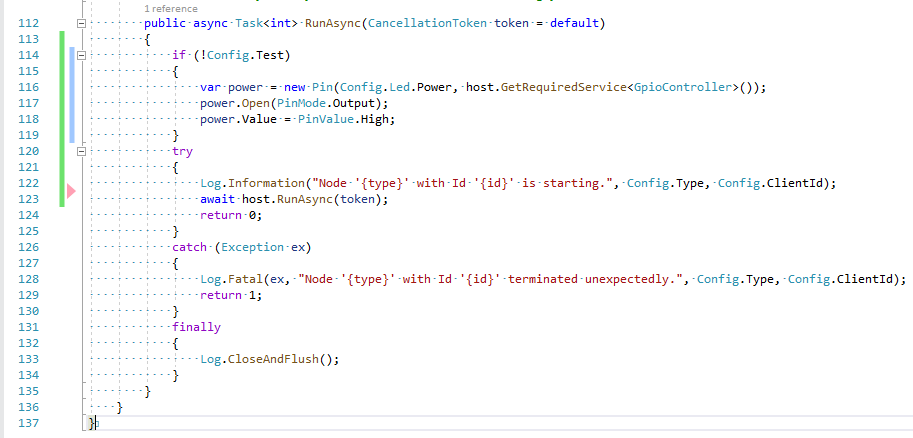 1 reference
112 public async Task<int> RunAsync(CancellationToken token = default)
113 {
114 if (!Config.Test)
115 {
116 var power = new Pin(Config.Led.Power, host.GetRequiredService<GpioController>());
117 power.Open(PinMode.Output);
118 power.Value = PinValue.High;
119 }
120 try
121 {
122 Log.Information("Node '{type}' with Id '{id}' is starting.", Config.Type, Config.ClientId);
123 await host.RunAsync(token);
124 return 0;
125 }
126 catch (Exception ex)
127 {
128 Log.Fatal(ex, "Node '{type}' with Id '{id}' terminated unexpectedly.", Config.Type, Config.ClientId);
129 return 1;
130 }
131 finally
132 {
133 Log.CloseAndFlush();
134 }
135 }
136 }
137 }